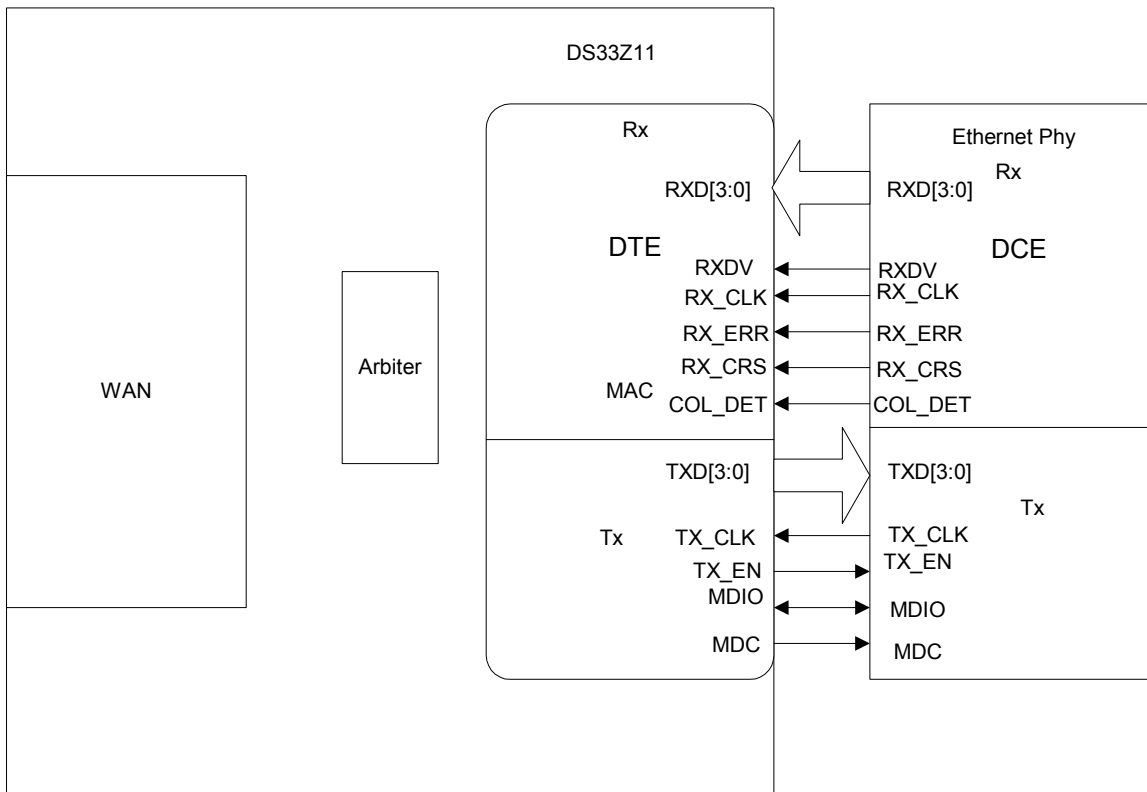 DS33Z11
Rx
Ethernet Phy
Rx
RXD[3:0]
RXD[3:0]
DTE
DCE
RXDV
RXDV
RX_CLK
RX_CLK
RX_ERR
RX_ERR
Arbiter
RX_CRS
RX_CRS
WAN
MAC
COL_DET
COL_DET
TXD[3:0]
TXD[3:0]
Tx
Tx
TX_CLK
TX_CLK
TX_EN
TX_EN
MDIO
MDIO
MDC
MDC